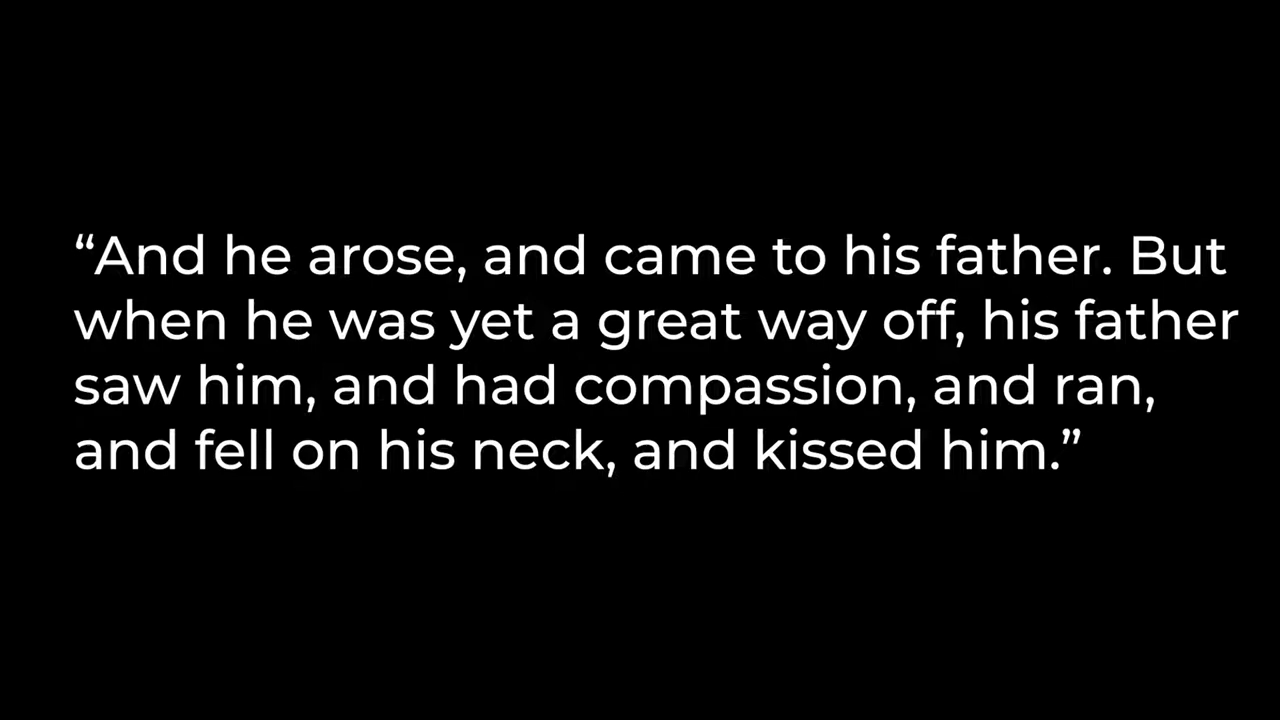 “And he arose, and came to his father. But
when he was yet a great way off, his father
saw him, and had compassion, and ran,
and fell on his neck, and kissed him.”